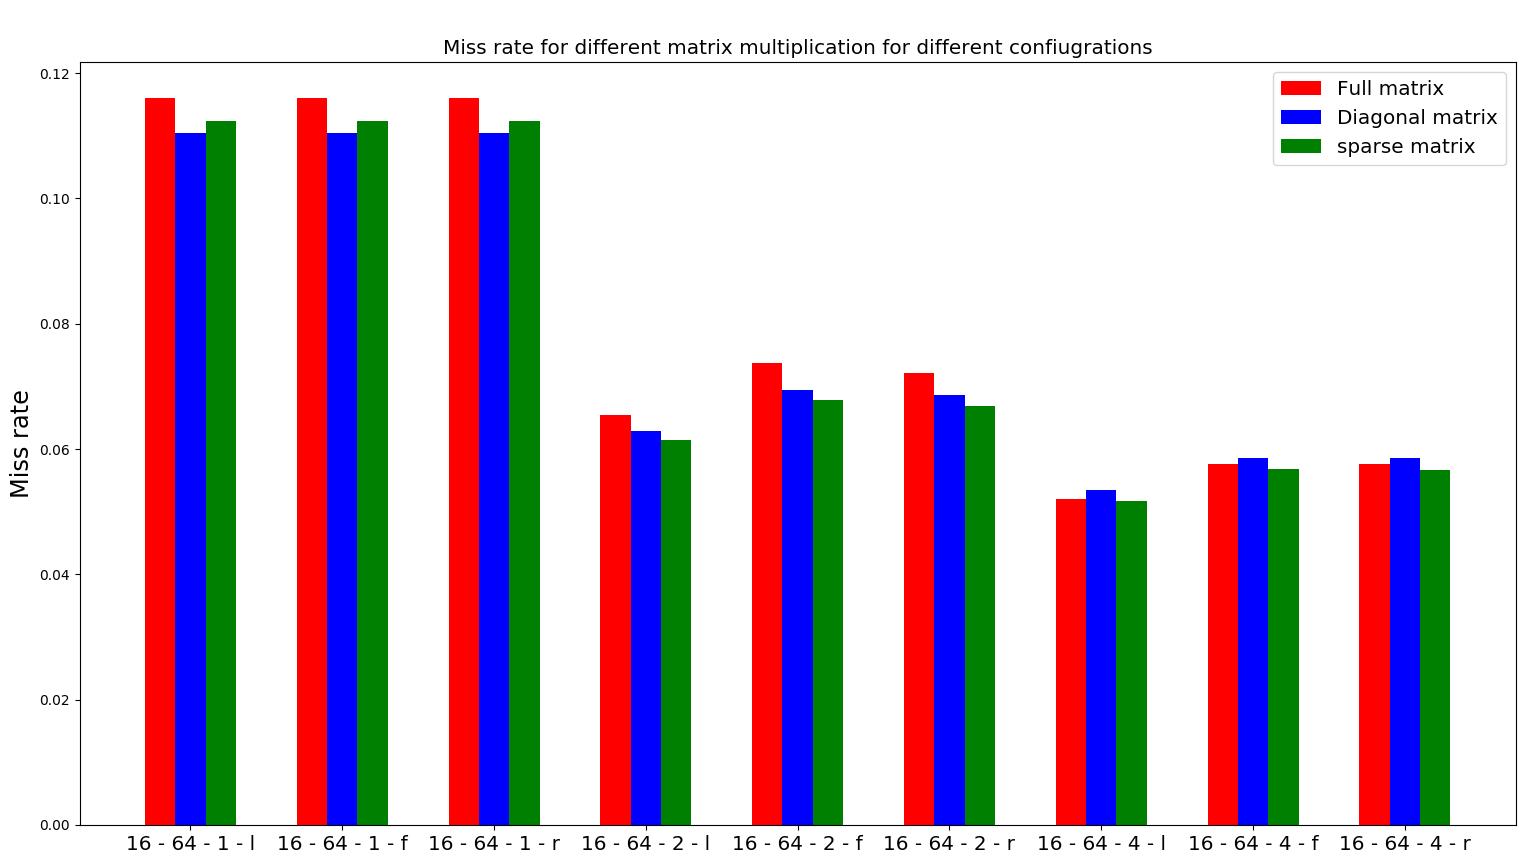 Miss rate for different matrix multiplication for different confiugrations
Full matrix
Diagonal matrix
sparse matrix
Miss rate
0.12
0.10
0.08
0.06
0.04
0.02
0.00
16 - 64 - 1 - l
16 - 64 - 1 - f
16 - 64 - 1 - r
16 - 64 - 2 - l
16 - 64 - 2 - f
16 - 64 - 2 - r
16 - 64 - 4 - l
16 - 64 - 4 - f
16 - 64 - 4 - r